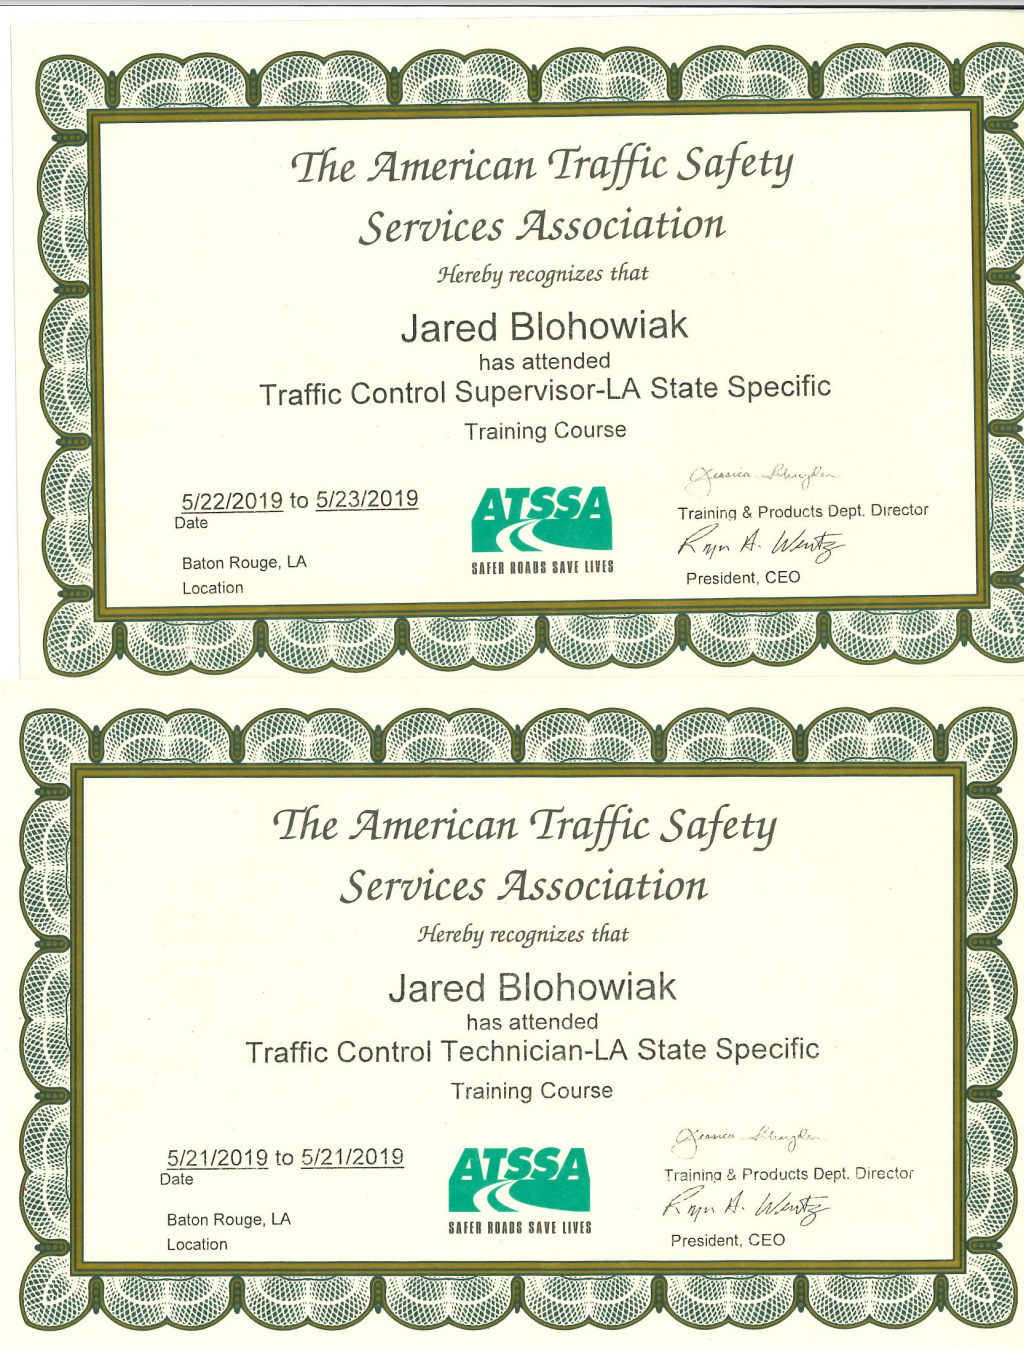 The American Traffic Safety
Services Association
Hereby recognizes that
Jared Blohowiak
has attended
Traffic Control Supervisor-LA State Specific
Training Course
5/22/2019 to 5/23/2019
Date
Baton Rouge, LA
Location
ATSSA
SAFER ROADS SAVE LIVES
Jessica
Training & Products Dept. Director
A. Wentz
President, CEO
The American Traffic Safety
Services Association
Hereby recognizes that
Jared Blohowiak
has attended
Traffic Control Technician-LA State Specific
Training Course
5/21/2019 to 5/21/2019
Date
Baton Rouge, LA
Location
ATSSA
SAFER ROADS SAVE LIVES
Jessica
Training & Products Dept. Director
A. Wentz
President, CEO